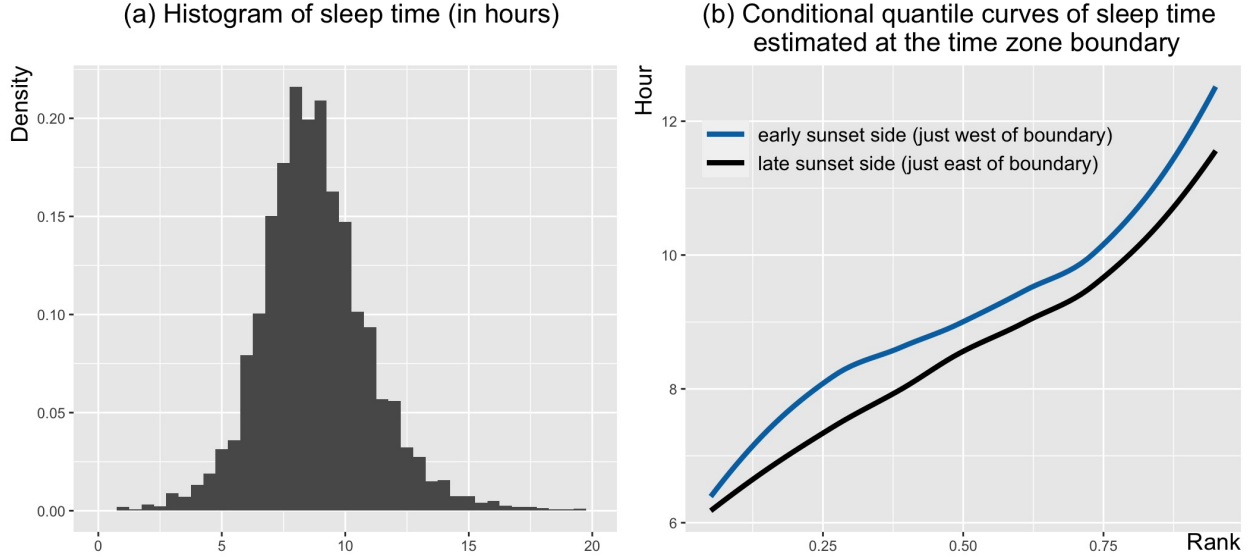 (a) Histogram of sleep time (in hours)
Density
0.20
0.15
0.10
0.05
0.00
0 5 10 15 20
(b) Conditional quantile curves of sleep time
estimated at the time zone boundary
Hour
12
10
8
6
early sunset side (just west of boundary)
late sunset side (just east of boundary)
0.25 0.50 0.75
Rank